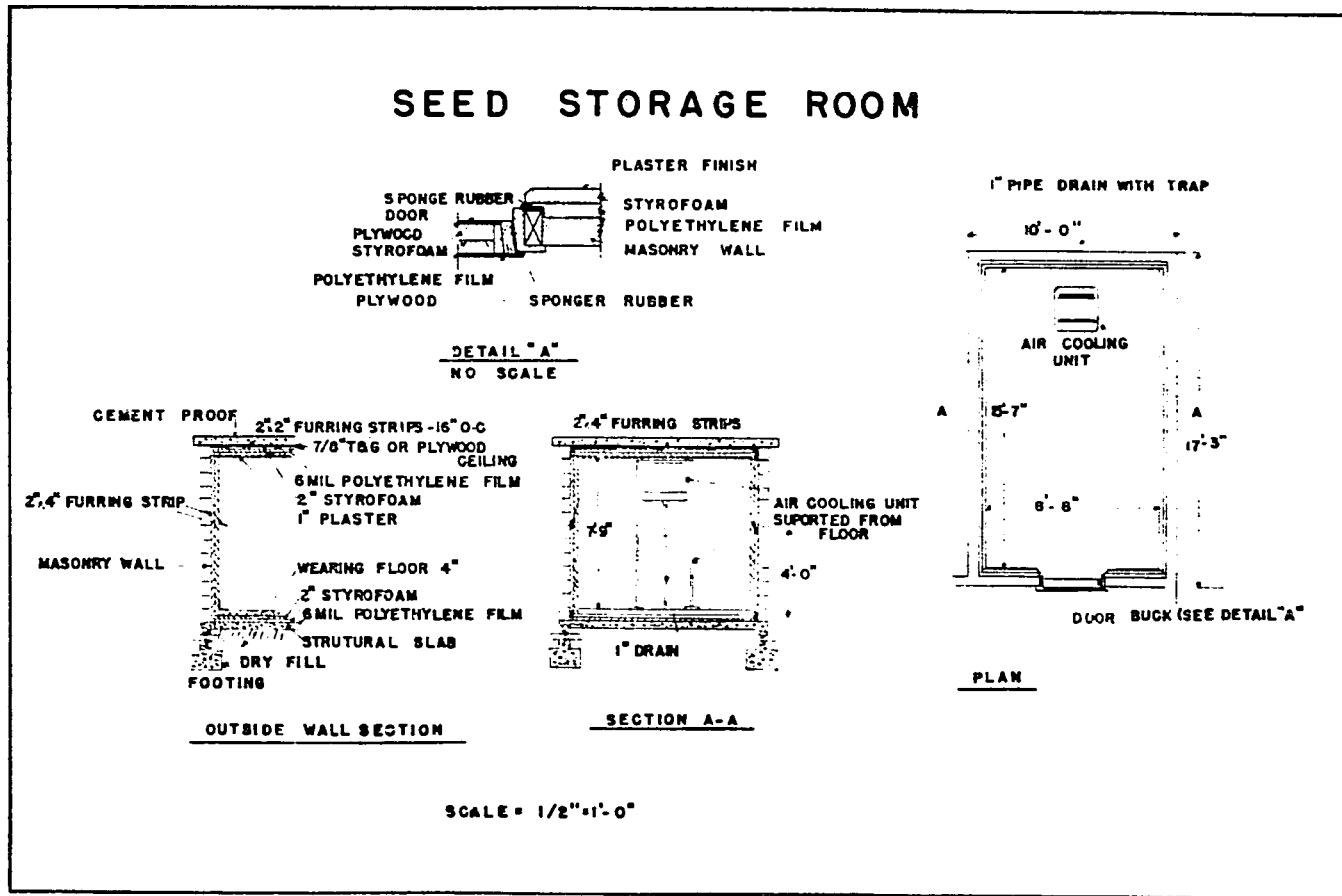 SEED STORAGE ROOM
PLASTER FINISH
SPONGE RUBBER
DOOR
PLYWOOD
STYROFOAM
POLYETHYLENE FILM
PLYWOOD
STYROFOAM
POLYETHYLENE FILM
MASONRY WALL
SPONGER RUBBER
DETAIL "A"
NO SCALE
1" PIPE DRAIN WITH TRAP
10'-0"
AIR COOLING
UNIT
A
A
17'-3"
8'-8"
DOOR BUCK (SEE DETAIL "A"
PLAN
CEMENT PROOF
2"x2" FURRING STRIPS-16" O-C
7/8" T&G OR PLYWOOD
CEILING
6MIL POLYETHYLENE FILM
2" STYROFOAM
1" PLASTER
2"x4" FURRING STRIP
MASONRY WALL
WEARING FLOOR 4"
2" STYROFOAM
6MIL POLYETHYLENE FILM
STRUTURAL SLAB
DRY FILL
FOOTING
OUTSIDE WALL SECTION
2"x4" FURRING STRIPS
7'-9"
AIR COOLING UNIT
SUPORTED FROM
FLOOR
4'-0"
1" DRAIN
SECTION A-A
SCALE = 1/2"=1'-0"